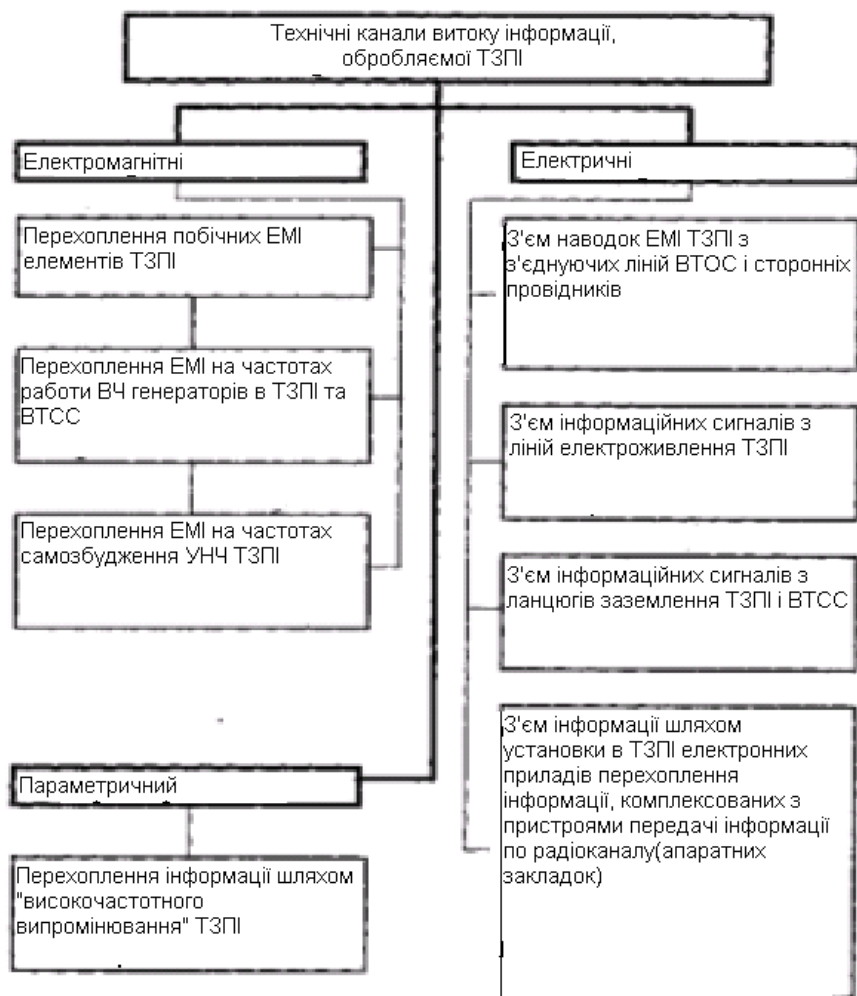 Технічні канали витоку інформації,
обробляємої ТЗПІ
Електромагнітні
Перехоплення побічних ЕМІ
елементів ТЗПІ
Перехоплення ЕМІ на частотах
работи ВЧ генераторів в ТЗПІ та
ВТСС
Перехоплення ЕМІ на частотах
самозбудження УНЧ ТЗПІ
Параметричний
Перехоплення інформації шляхом
"високочастотного
випромінювання" ТЗПІ
Електричні
З'єм наводок ЕМІ ТЗПІ з
з'єднуючих ліній ВТОС і сторонніх
провідників
З'єм інформаційних сигналів з
ліній електроживлення ТЗПІ
З'єм інформаційних сигналів з
ланцюгів заземлення ТЗПІ і ВТСС
З'єм інформації шляхом
установки в ТЗПІ електронних
приладів перехоплення
інформації, комплексованих з
пристроями передачі інформації
по радіоканалу(апаратних
закладок)